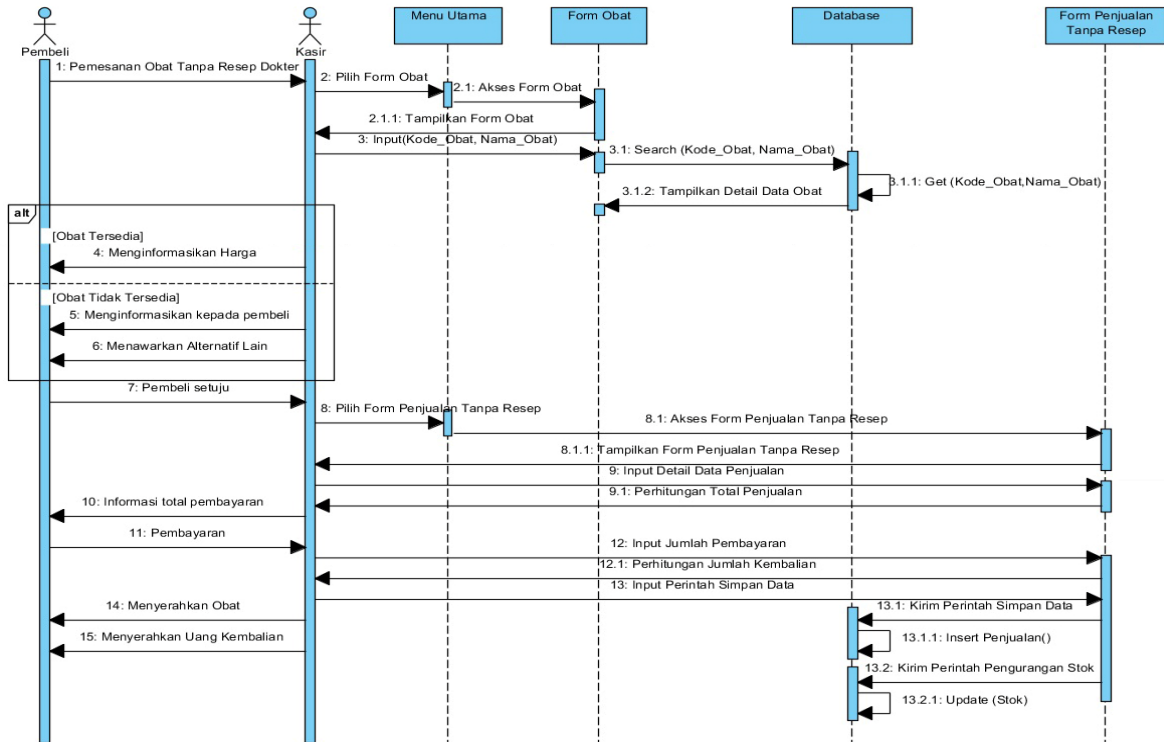 Pembeli
Kasir
Menu Utama
Form Obat
Database
Form Penjualan
Tanpa Resep
1: Pemesanan Obat Tanpa Resep Dokter
2: Pilih Form Obat
2.1: Akses Form Obat
2.1.1: Tampilkan Form Obat
3: Input(Kode_Obat, Nama_Obat)
3.1: Search (Kode_Obat, Nama_Obat)
3.1.1: Get (Kode_Obat,Nama_Obat)
3.1.2: Tampilkan Detail Data Obat
alt
[Obat Tersedia]
4: Menginformasikan Harga
[Obat Tidak Tersedia]
5: Menginformasikan kepada pembeli
6: Menawarkan Alternatif Lain
7: Pembeli setuju
8: Pilih Form Penjualan Tanpa Resep
8.1: Akses Form Penjualan Tanpa Resep
8.1.1: Tampilkan Form Penjualan Tanpa Resep
9: Input Detail Data Penjualan
9.1: Perhitungan Total Penjualan
10: Informasi total pembayaran
11: Pembayaran
12: Input Jumlah Pembayaran
12.1: Perhitungan Jumlah Kembalian
13: Input Perintah Simpan Data
14: Menyerahkan Obat
13.1: Kirim Perintah Simpan Data
15: Menyerahkan Uang Kembalian
13.1.1: Insert Penjualan()
13.2: Kirim Perintah Pengurangan Stok
13.2.1: Update (Stok)